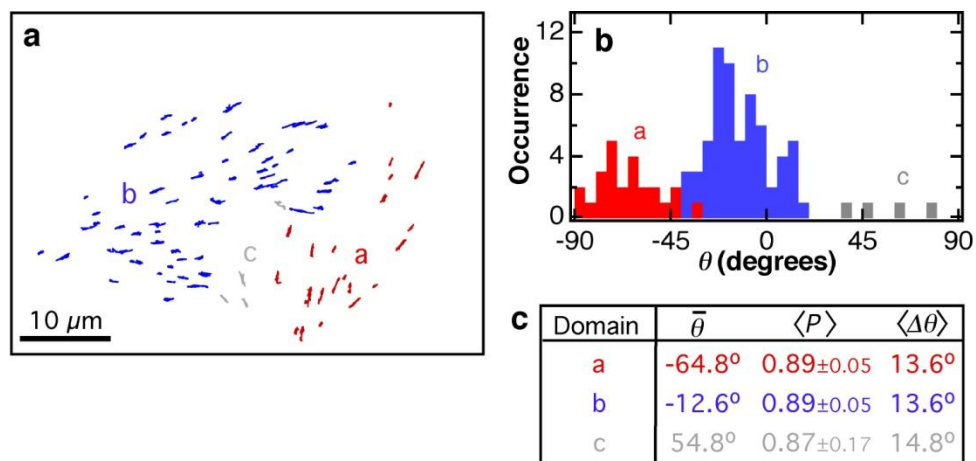 a
b
c
a
10 μm
b
12
8
4
0
Occurrence
a
b
c
-90 -45 0 45 90
θ (degrees)
c
Domain θ̄ ⟨P⟩ ⟨Δθ⟩
a -64.8º 0.89±0.05 13.6º
b -12.6º 0.89±0.05 13.6º
c 54.8º 0.87±0.17 14.8º